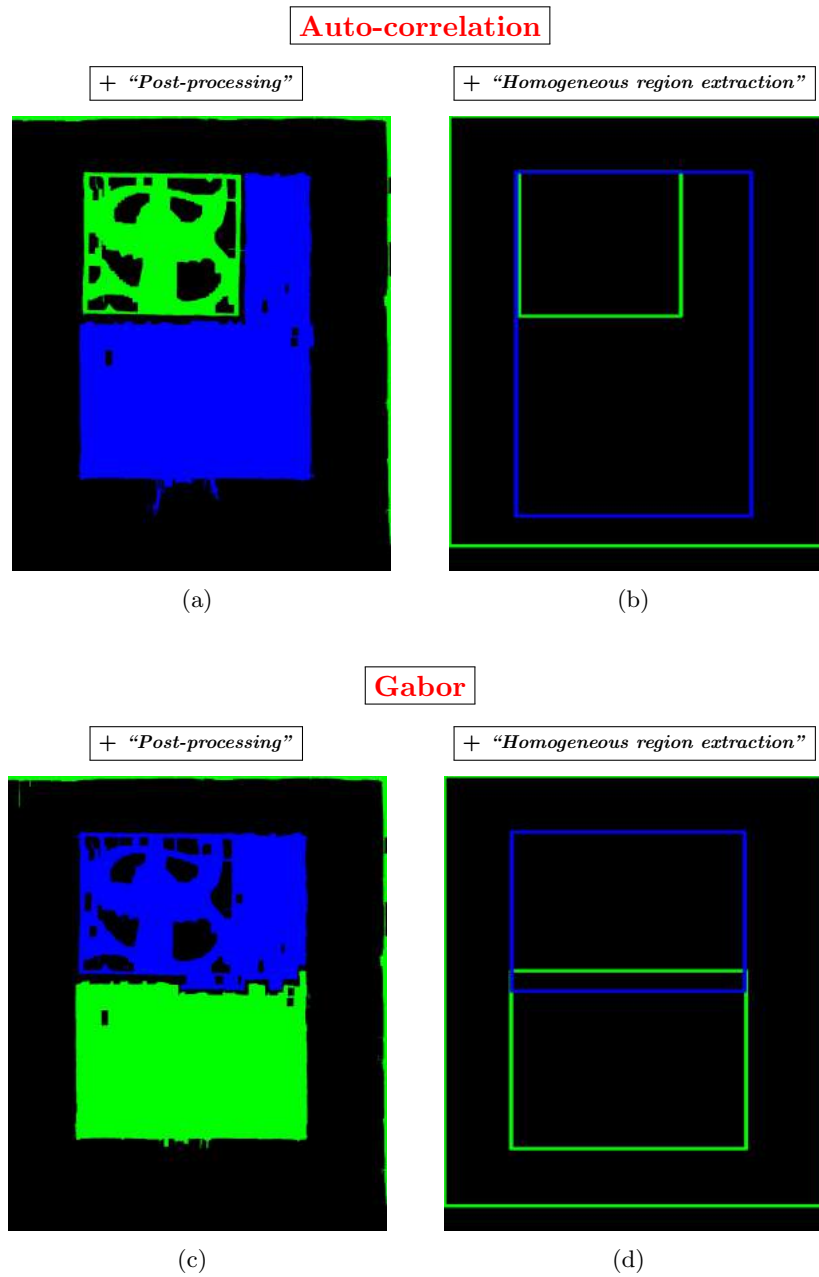 Auto-correlation
+ “Post-processing”
+ “Homogeneous region extraction”
(a)
(b)
Gabor
+ “Post-processing”
+ “Homogeneous region extraction”
(c)
(d)